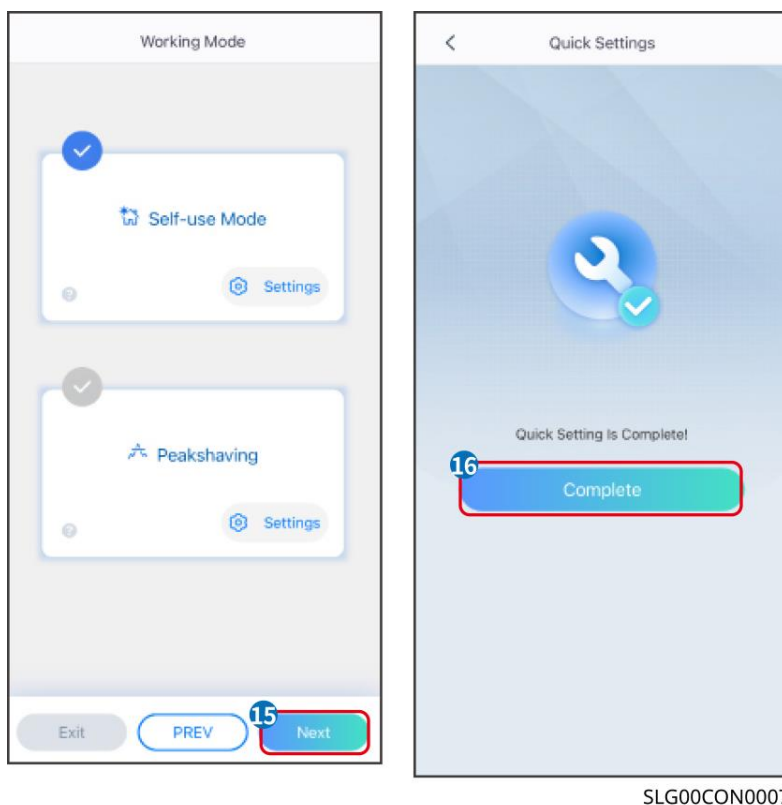 Working Mode
Self-use Mode
Settings
Peakshaving
Settings
Exit
PREV
15
Next
Quick Settings
Quick Setting Is Complete!
16
Complete
SLG00CON0007